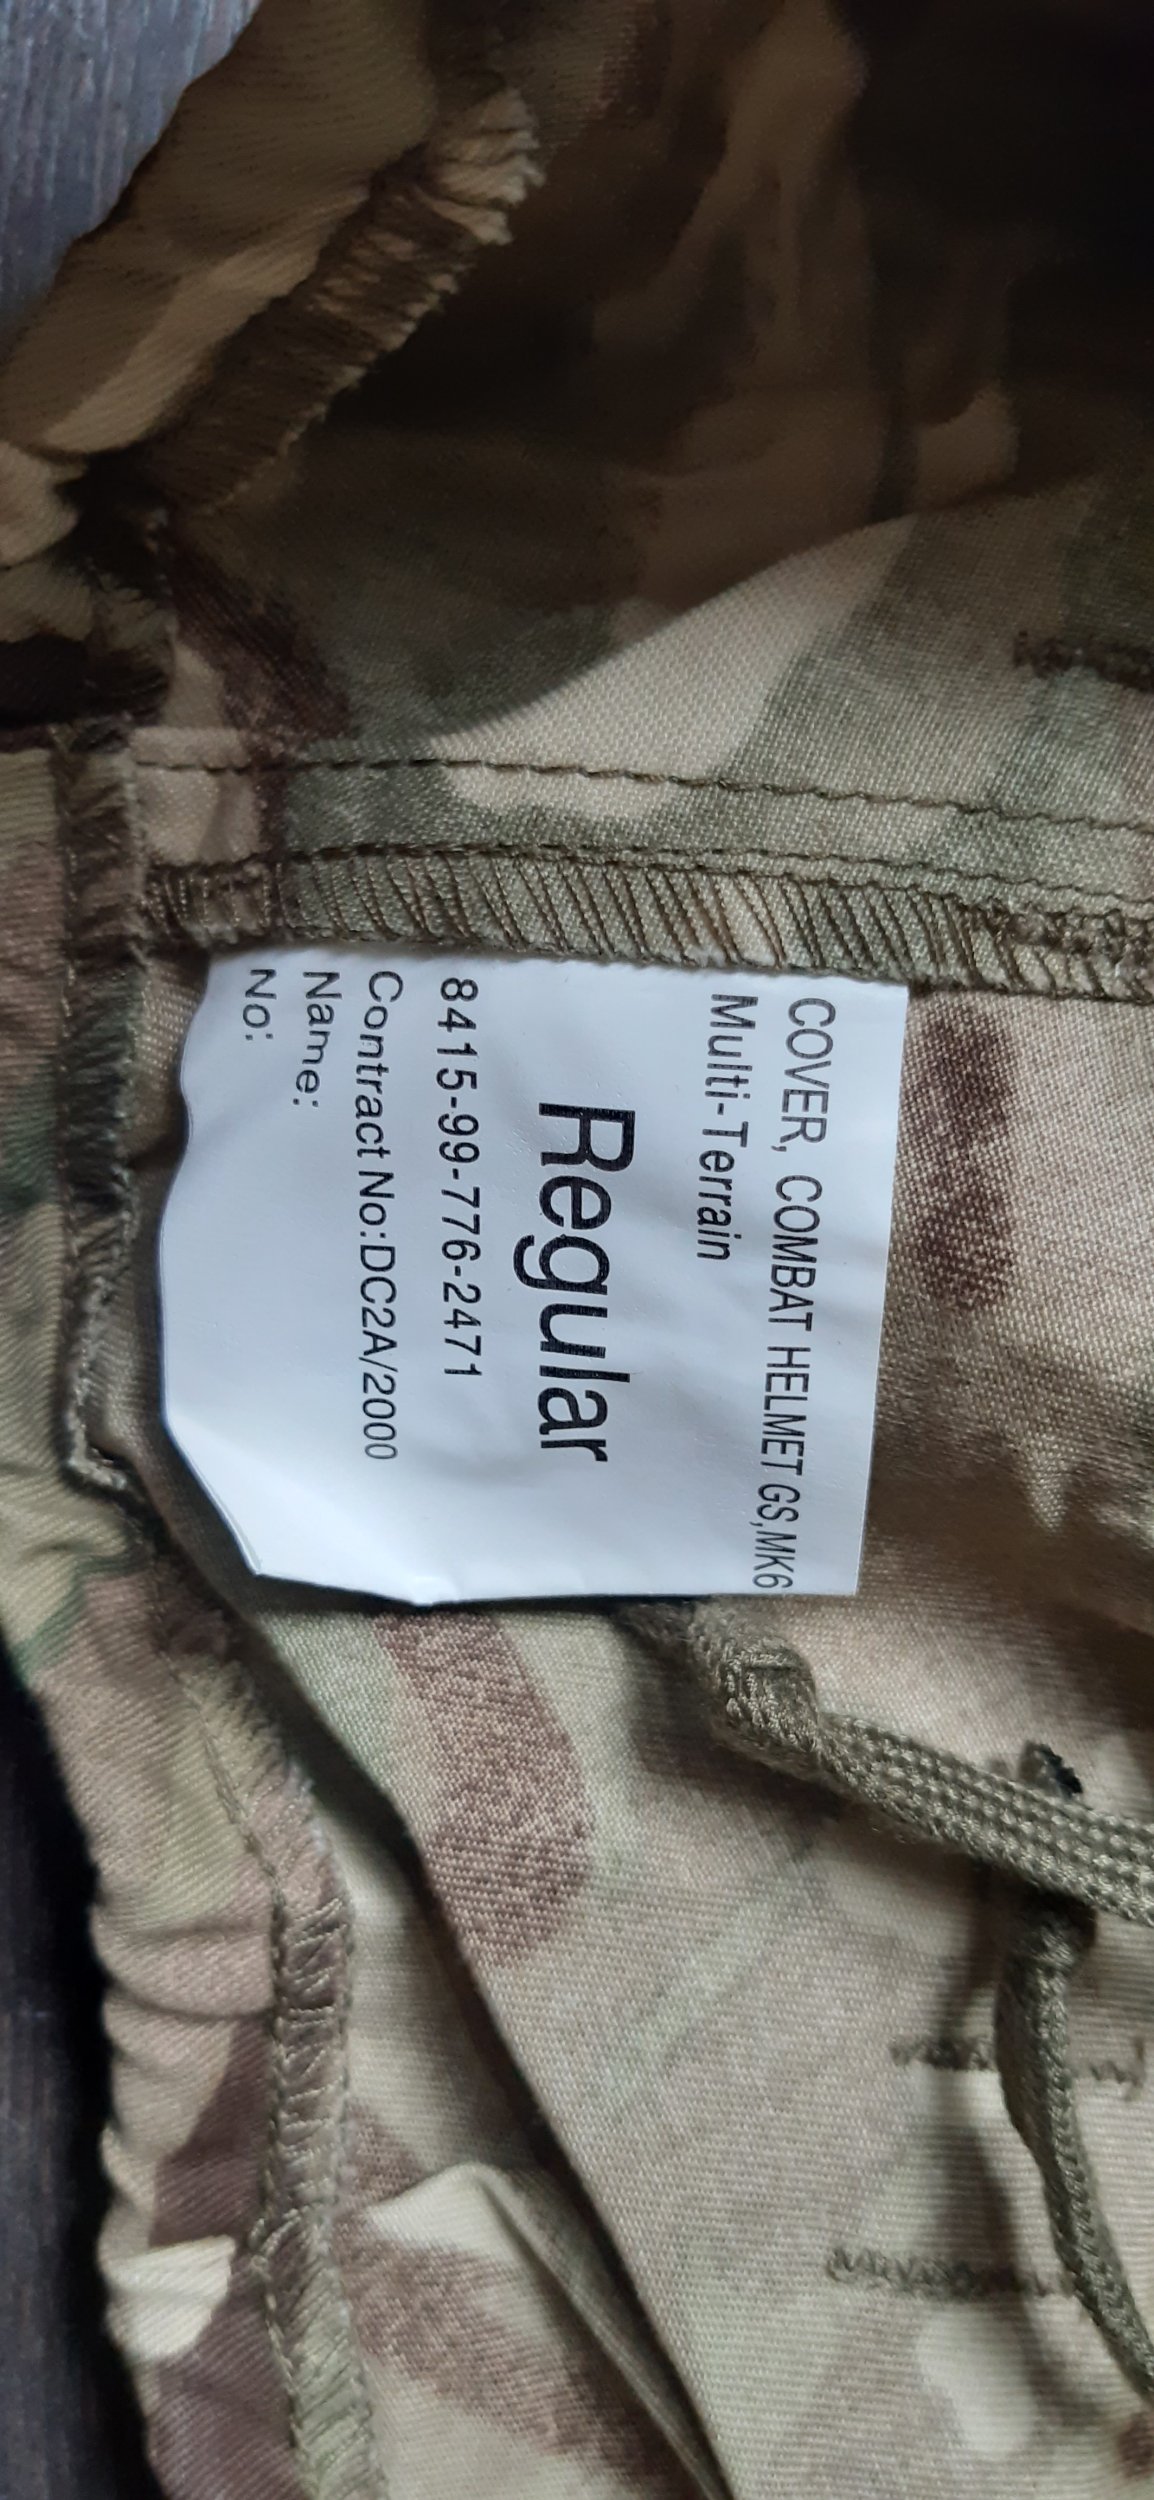 COVER, COMBAT HELMET GS,MK6
Multi-Terrain
Regular
8415-99-776-2471
Contract No:DC2A/2000
Name:
No: